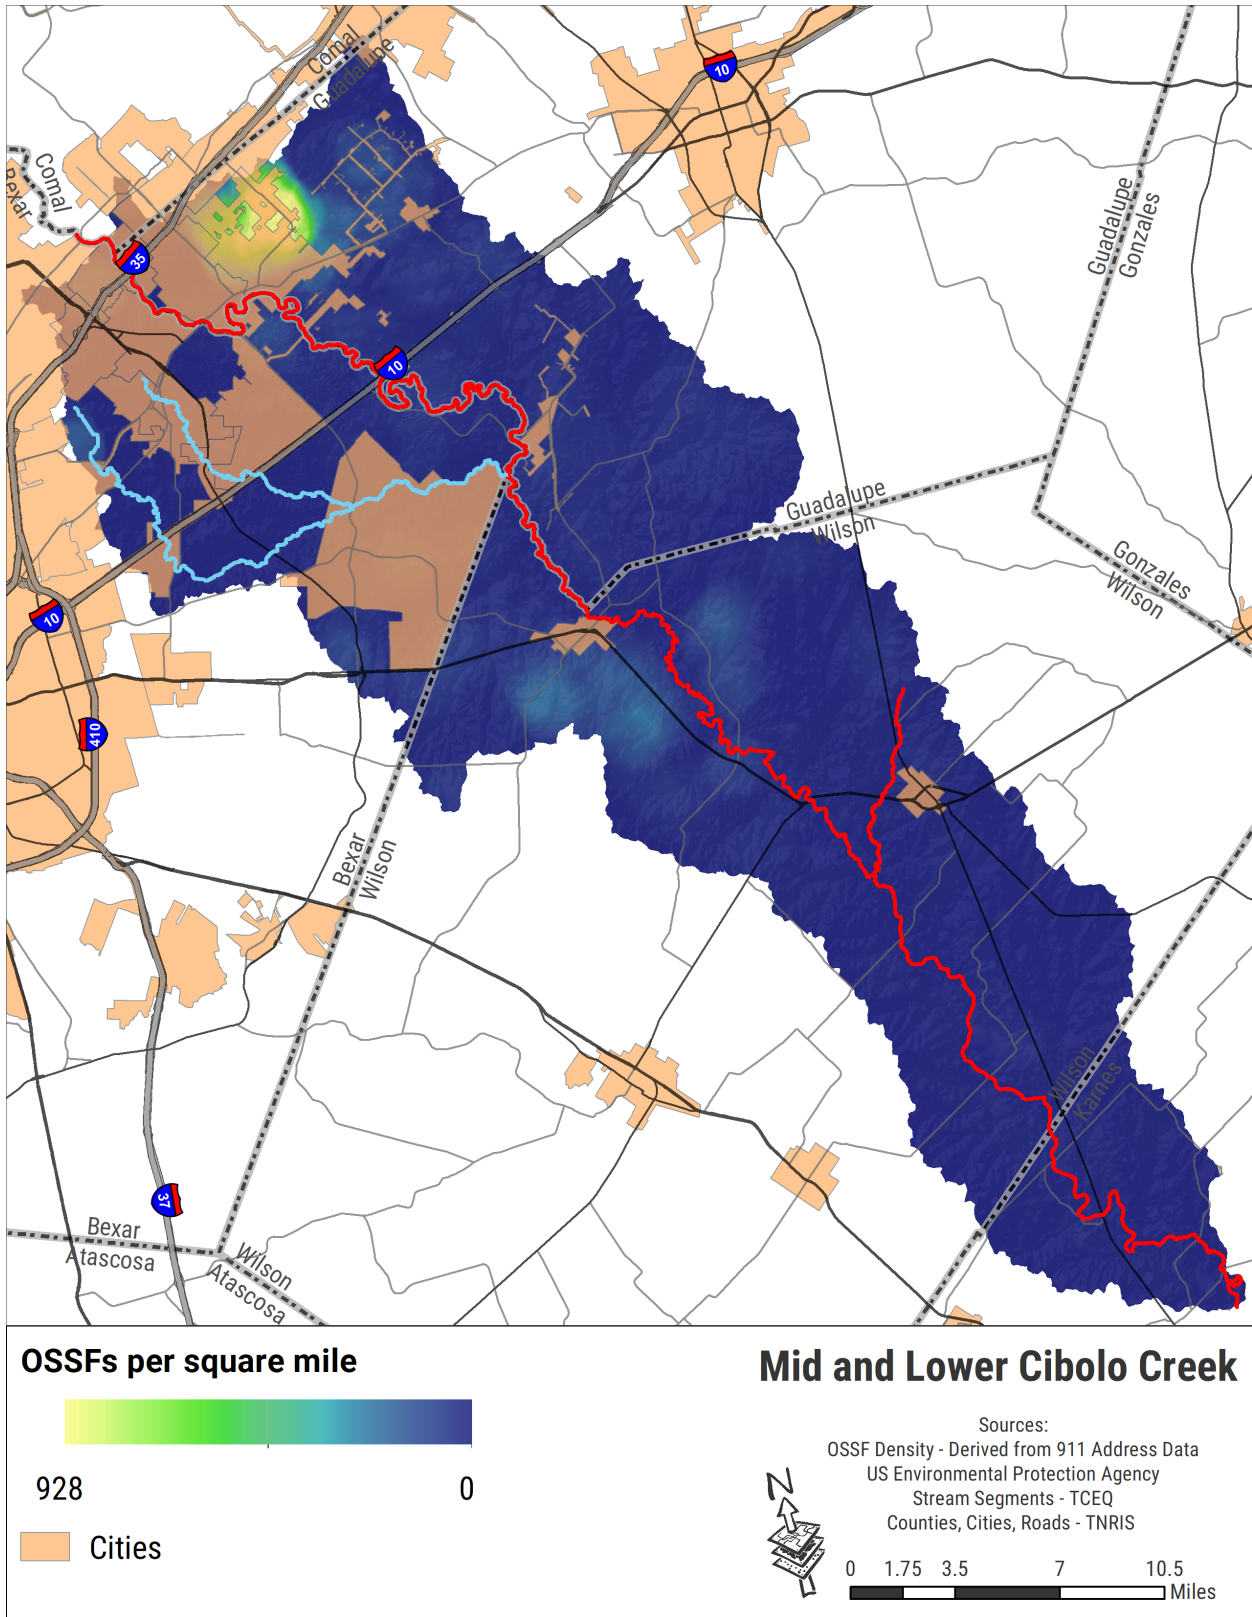 Comal
Guadalupe
10
Comal
Bexar
35
Guadalupe
Gonzales
10
Guadalupe
Wilson
Gonzales
Wilson
10
410
Bexar
Wilson
Wilson
Karnes
37
Bexar
Atascosa
Wilson
Atascosa
OSSFs per square mile
928
0
Cities
Mid and Lower Cibolo Creek
Sources:
OSSF Density - Derived from 911 Address Data
US Environmental Protection Agency
Stream Segments - TCEQ
Counties, Cities, Roads - TNRIS
N
0 1.75 3.5 7 10.5
Miles